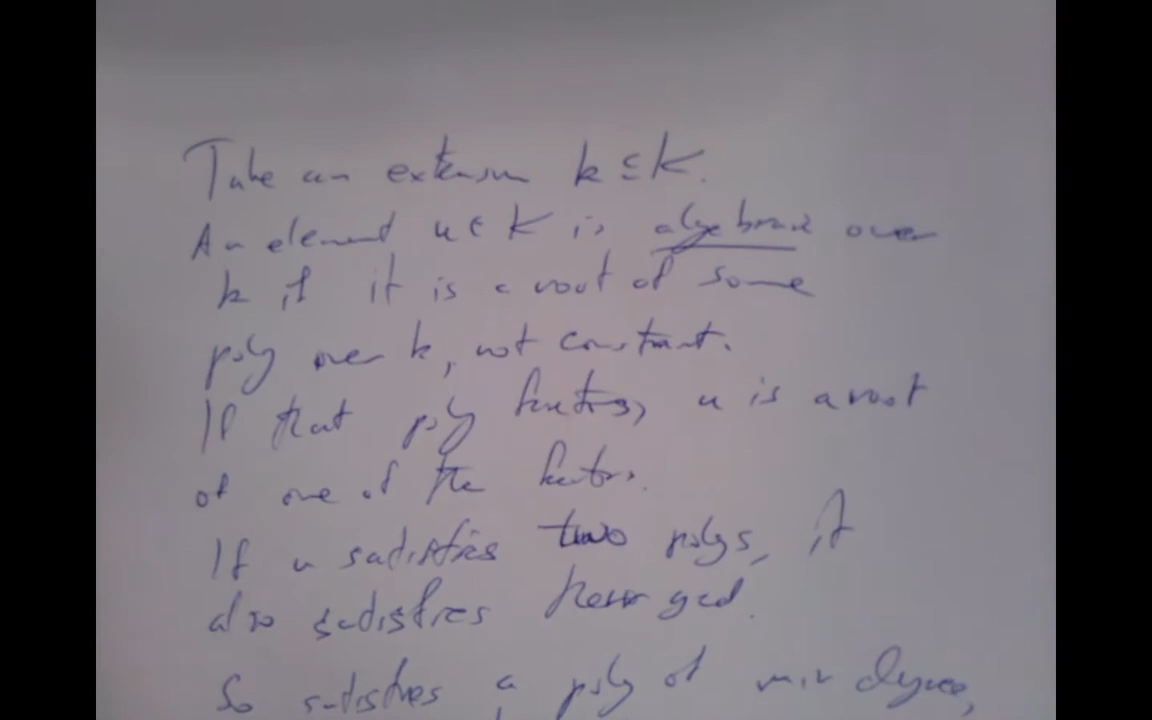 Take an extension k ⊆ K.
An element u ∈ K is algebraic over
k if it is a root of some
poly over k, not constant.
If that poly factors, u is a root
of one of the factors.
If u satisfies two polys, it
also satisfies their gcd.
So satisfies a poly of min degree,